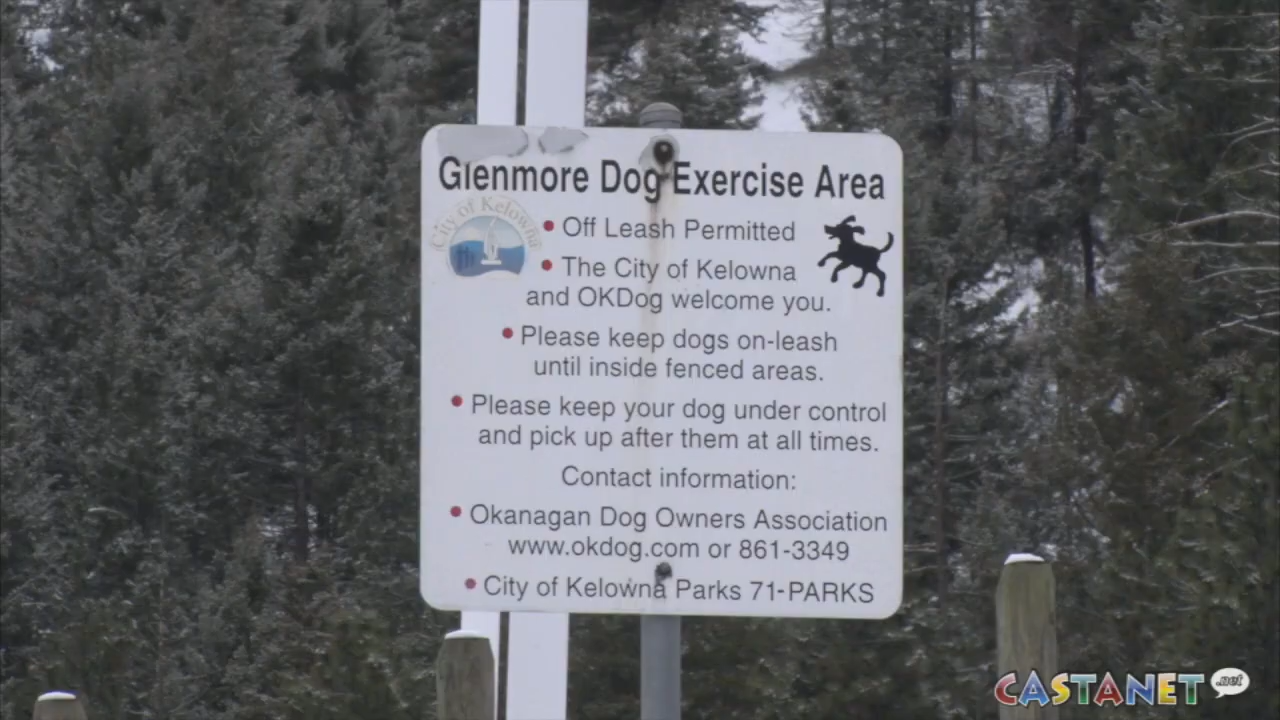 Glenmore Dog Exercise Area
City of Kelowna
• Off Leash Permitted
• The City of Kelowna
and OKDog welcome you.
• Please keep dogs on-leash
until inside fenced areas.
• Please keep your dog under control
and pick up after them at all times.
Contact information:
• Okanagan Dog Owners Association
www.okdog.com or 861-3349
• City of Kelowna Parks 71-PARKS
CASTANET .net